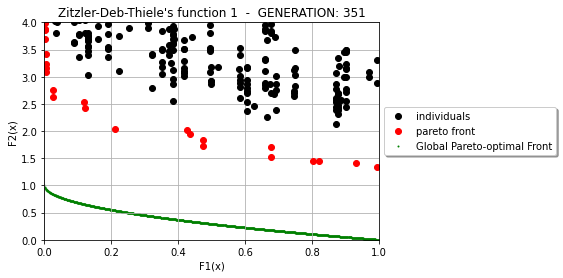 Zitzler-Deb-Thiele's function 1  -  GENERATION: 351
F2(x)
4.0
3.5
3.0
2.5
2.0
1.5
1.0
0.5
0.0
0.0 0.2 0.4 0.6 0.8 1.0
F1(x)
individuals
pareto front
Global Pareto-optimal Front